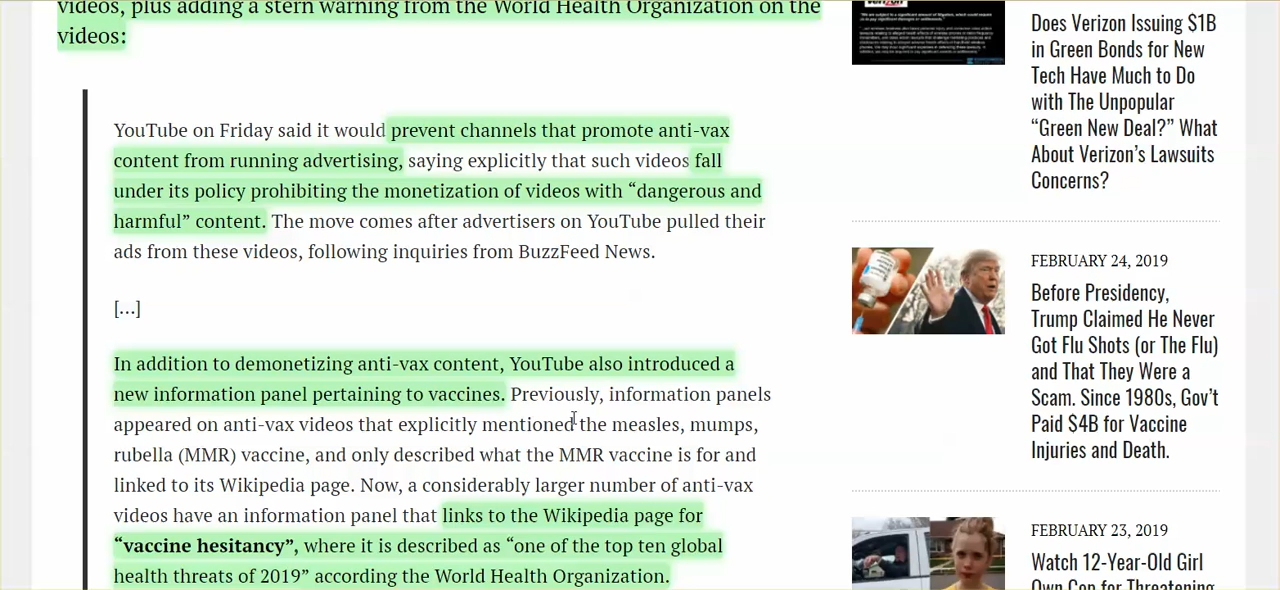 videos, plus adding a stern warning from the World Health Organization on the
videos:
YouTube on Friday said it would prevent channels that promote anti-vax
content from running advertising, saying explicitly that such videos fall
under its policy prohibiting the monetization of videos with “dangerous and
harmful” content. The move comes after advertisers on YouTube pulled their
ads from these videos, following inquiries from BuzzFeed News.
[...]
In addition to demonetizing anti-vax content, YouTube also introduced a
new information panel pertaining to vaccines. Previously, information panels
appeared on anti-vax videos that explicitly mentioned the measles, mumps,
rubella (MMR) vaccine, and only described what the MMR vaccine is for and
linked to its Wikipedia page. Now, a considerably larger number of anti-vax
videos have an information panel that links to the Wikipedia page for
“vaccine hesitancy”, where it is described as “one of the top ten global
health threats of 2019” according the World Health Organization.
Does Verizon Issuing $1B
in Green Bonds for New
Tech Have Much to Do
with The Unpopular
“Green New Deal?” What
About Verizon’s Lawsuits
Concerns?
FEBRUARY 24, 2019
Before Presidency,
Trump Claimed He Never
Got Flu Shots (or The Flu)
and That They Were a
Scam. Since 1980s, Gov’t
Paid $4B for Vaccine
Injuries and Death.
FEBRUARY 23, 2019
Watch 12-Year-Old Girl
Own Cop for Threatening